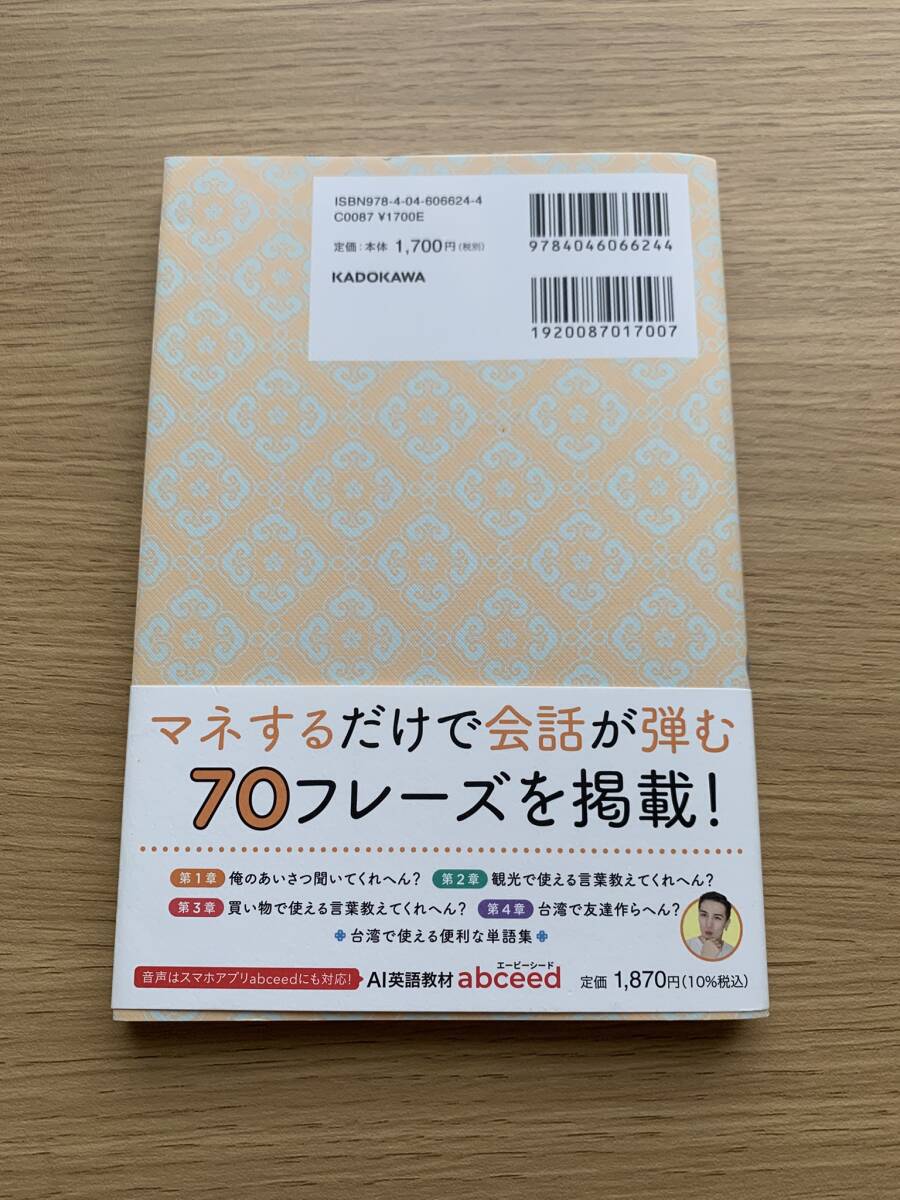 ISBN978-4-04-606624-4
C0087 ¥1700E
定価:本体 1,700円(税別)
KADOKAWA
9784046066244
1920087017007
マネするだけで会話が弾む
70フレーズを掲載!
第1章 俺のあいさつ聞いてくれへん? 第2章 観光で使える言葉教えてくれへん?
第3章 買い物で使える言葉教えてくれへん? 第4章 台湾で友達作らへん?
台湾で使える便利な単語集
音声はスマホアプリabceedにも対応! AI英語教材 abceed エービーシード 定価 1,870円(10%税込)